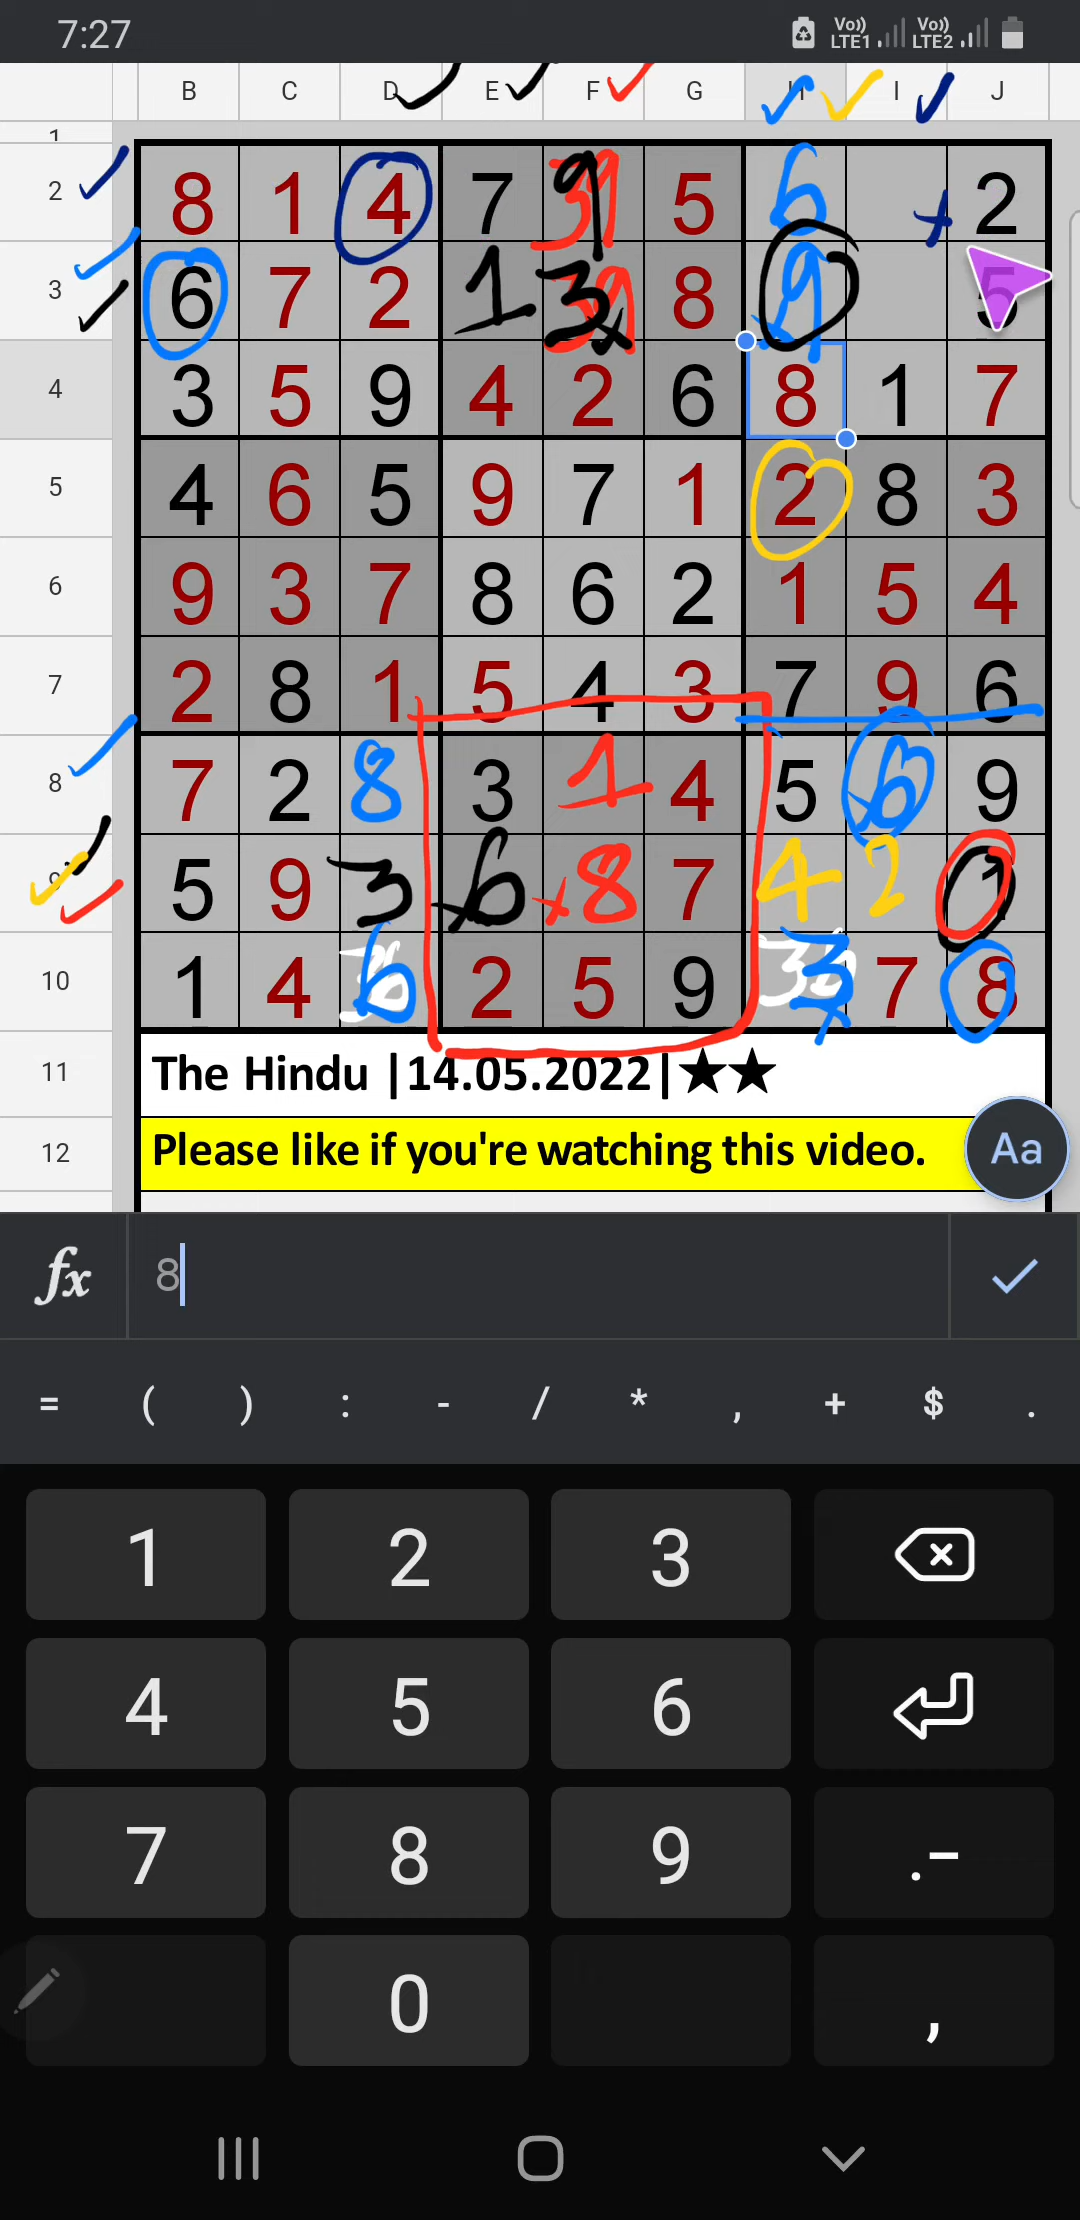 7:27 Vo)) LTE1 Vo)) LTE2
B C D E F G H I J
1
2 8 1 4 7 9 5 6 2
3 6 7 2 1 3 8 9 5
4 3 5 9 4 2 6 8 1 7
5 4 6 5 9 7 1 2 8 3
6 9 3 7 8 6 2 1 5 4
7 2 8 1 5 4 3 7 9 6
8 7 2 8 3 1 4 5 6 9
9 5 9 3 6 8 7 4 2 1
10 1 4 6 2 5 9 3 7 8
11 The Hindu |14.05.2022|★★
12 Please like if you're watching this video.
Aa
fx 8
= ( ) : - / * , + $ .
1 2 3
4 5 6
7 8 9 .-
0 ,